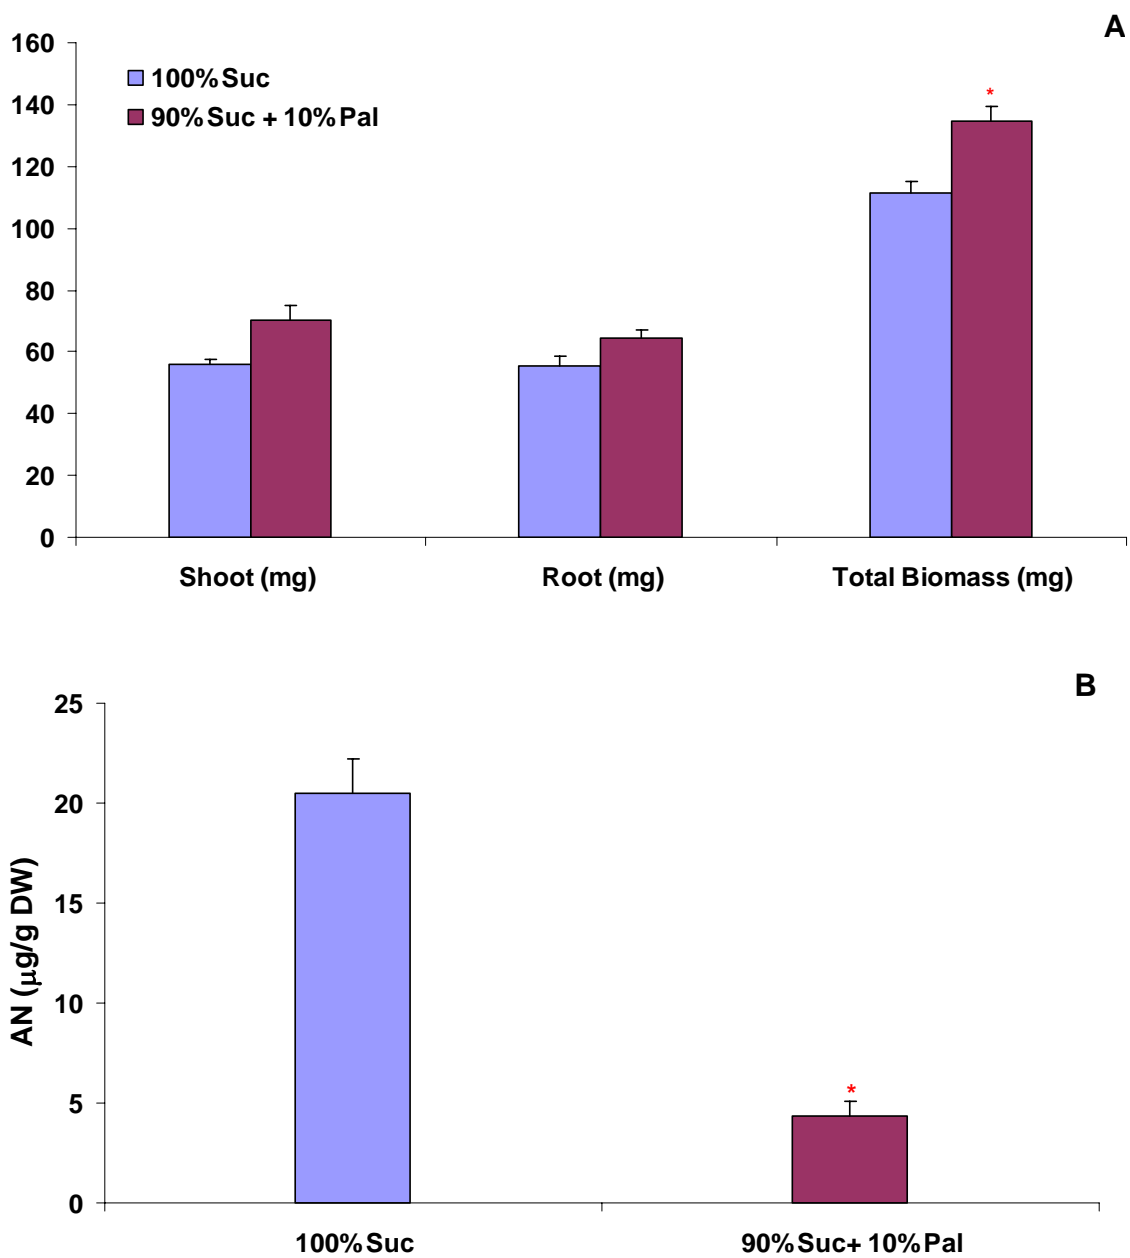 A
160
140
120
100
80
60
40
20
0
100%Suc
90%Suc + 10%Pal
*
Shoot (mg) Root (mg) Total Biomass (mg)
B
25
20
15
10
5
0
AN (μg/g DW)
*
100%Suc 90%Suc+ 10%Pal